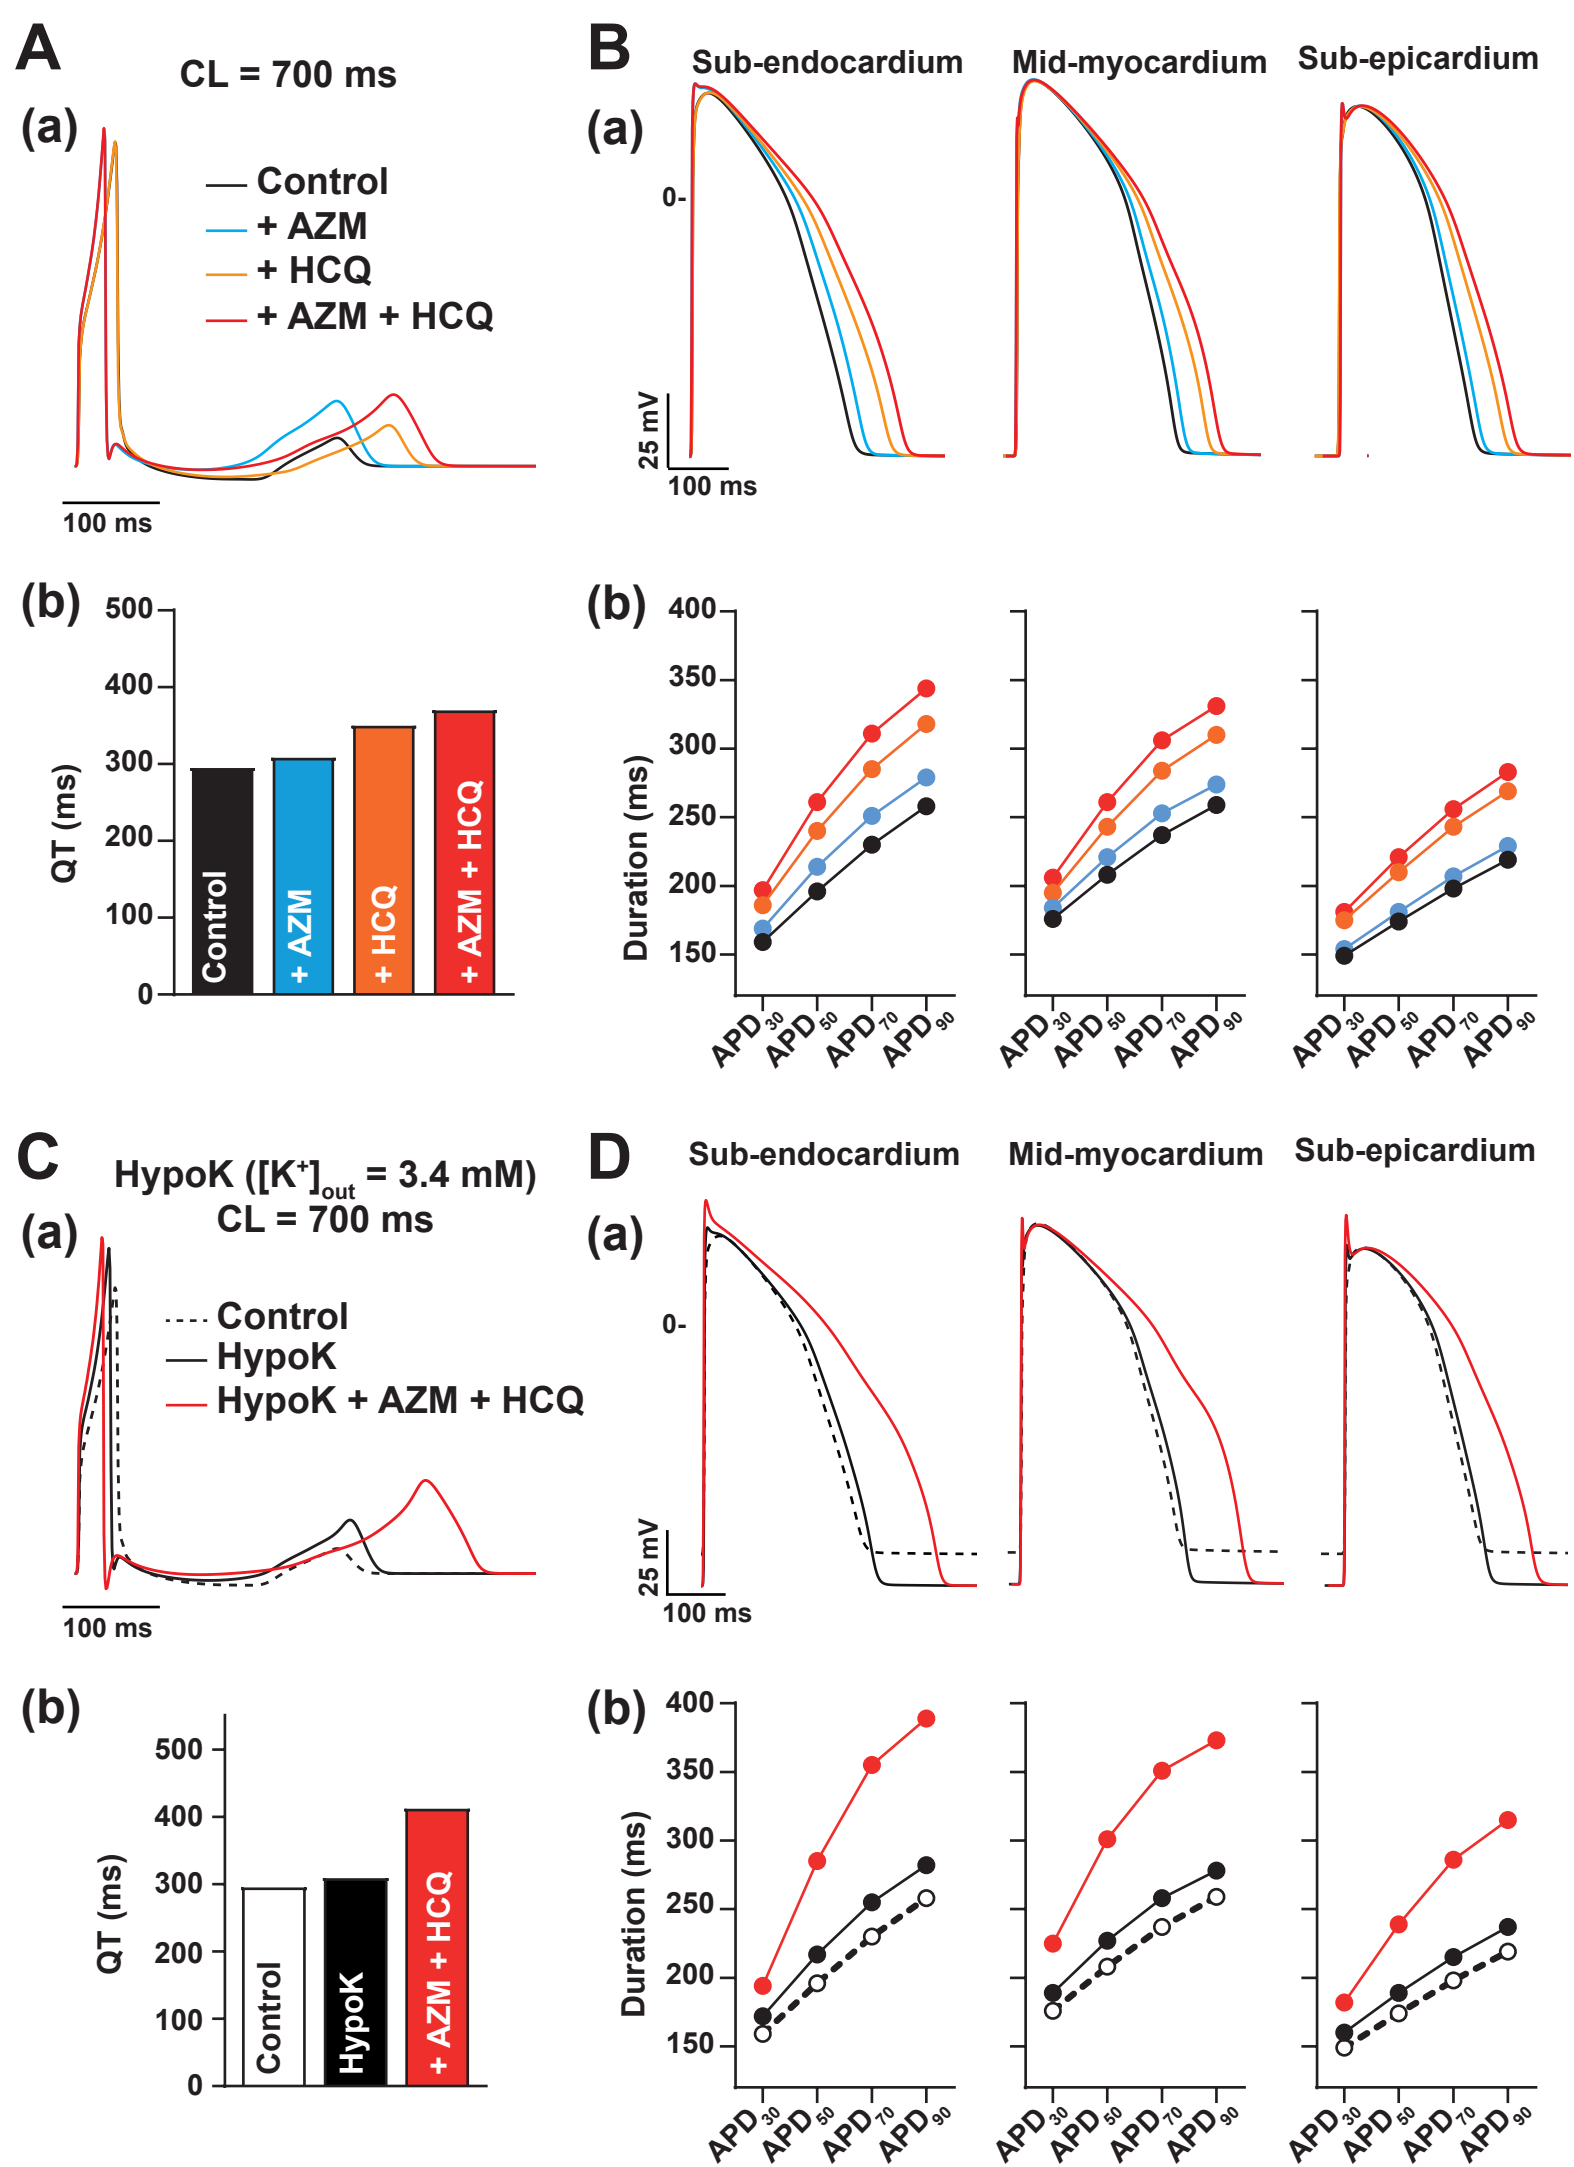 A
CL = 700 ms
(a)
Control
+ AZM
+ HCQ
+ AZM + HCQ
100 ms
(b)
500
400
300
200
100
0
QT (ms)
Control
+ AZM
+ HCQ
+ AZM + HCQ
B
Sub-endocardium
Mid-myocardium
Sub-epicardium
(a)
0-
25 mV
100 ms
(b)
400
350
300
250
200
150
Duration (ms)
APD30
APD50
APD70
APD90
APD30
APD50
APD70
APD90
APD30
APD50
APD70
APD90
C
HypoK ([K+]out = 3.4 mM)
CL = 700 ms
(a)
Control
HypoK
HypoK + AZM + HCQ
100 ms
(b)
500
400
300
200
100
0
QT (ms)
Control
HypoK
+ AZM + HCQ
D
Sub-endocardium
Mid-myocardium
Sub-epicardium
(a)
0-
25 mV
100 ms
(b)
400
350
300
250
200
150
Duration (ms)
APD30
APD50
APD70
APD90
APD30
APD50
APD70
APD90
APD30
APD50
APD70
APD90